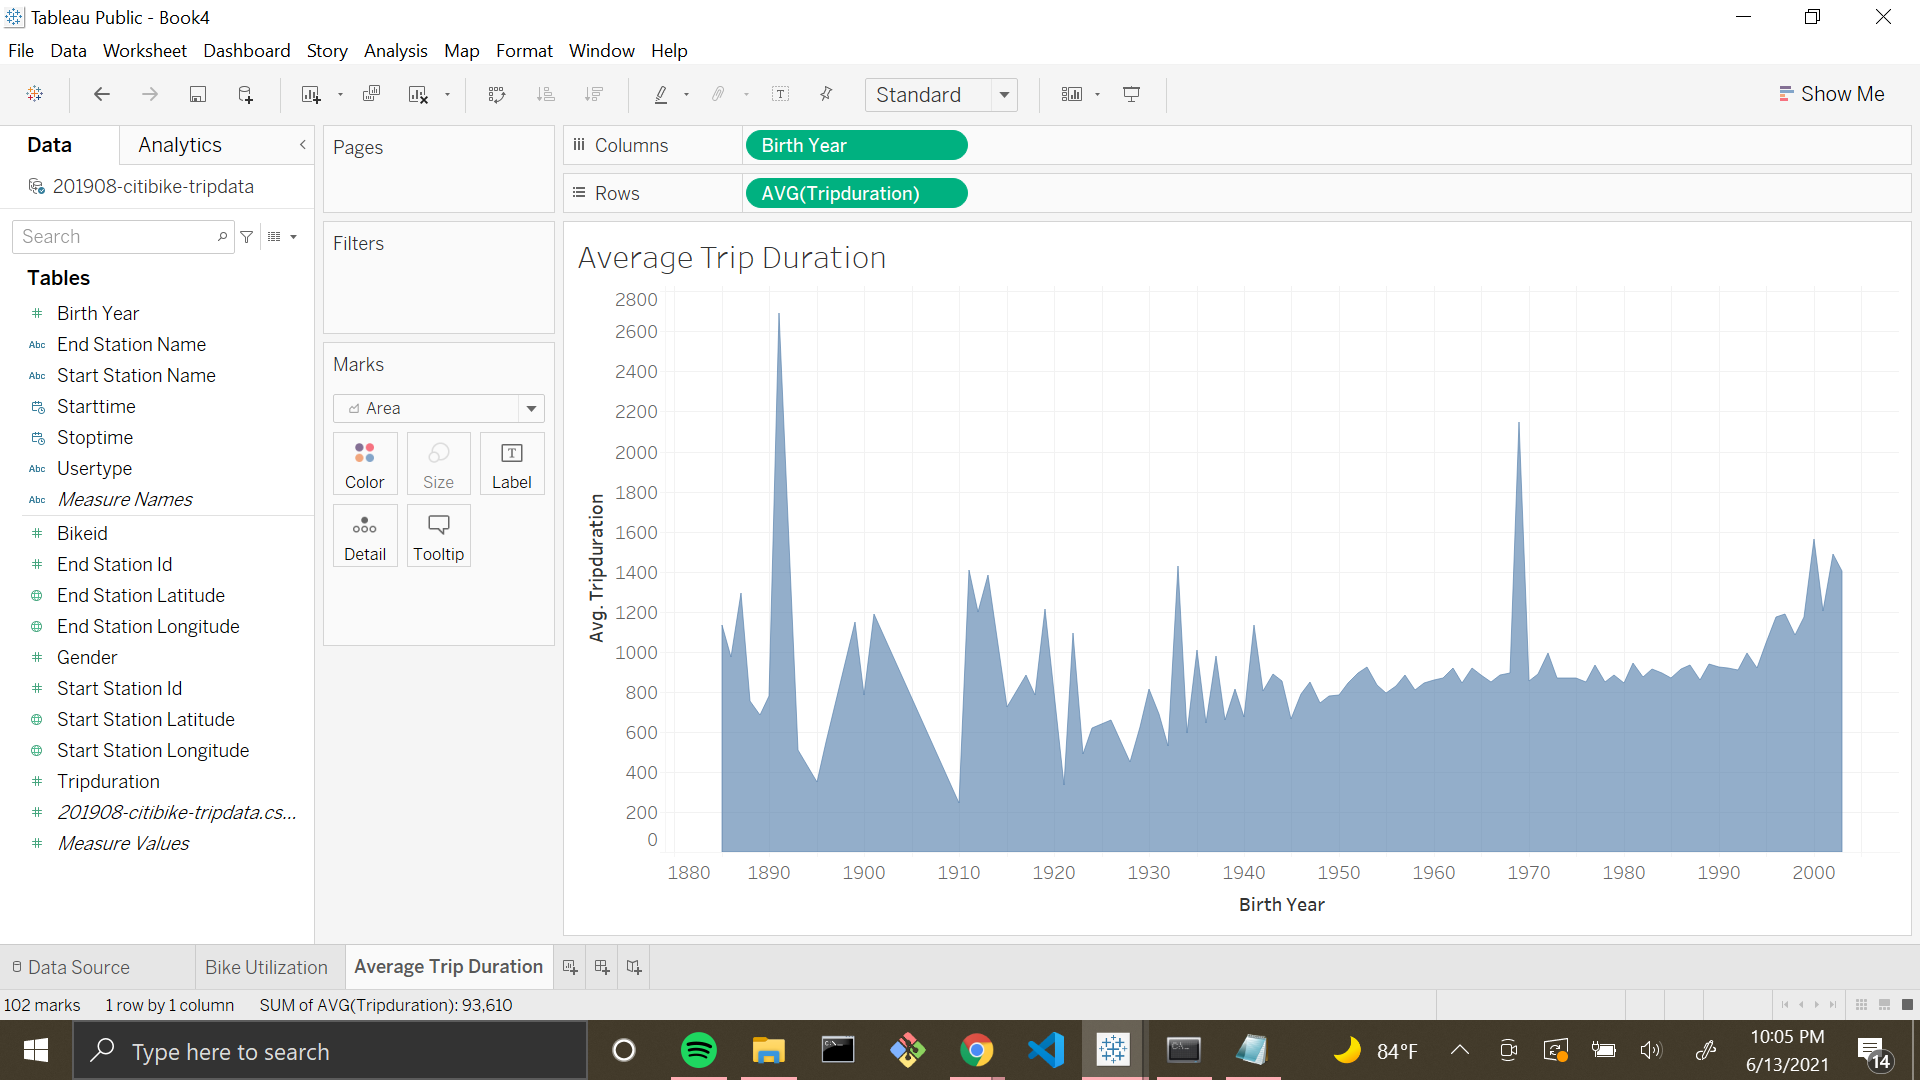 Tableau Public - Book4
File Data Worksheet Dashboard Story Analysis Map Format Window Help
Standard
Show Me
Data
Analytics
201908-citibike-tripdata
Search
Tables
Birth Year
Abc End Station Name
Abc Start Station Name
Starttime
Stoptime
Abc Usertype
Abc Measure Names
Bikeid
End Station Id
End Station Latitude
End Station Longitude
Gender
Start Station Id
Start Station Latitude
Start Station Longitude
Tripduration
201908-citibike-tripdata.cs...
Measure Values
Pages
Filters
Marks
Area
Color
Size
Label
Detail
Tooltip
Columns
Birth Year
Rows
AVG(Tripduration)
Average Trip Duration
2800
2600
2400
2200
2000
1800
1600
1400
1200
1000
800
600
400
200
0
Avg. Tripduration
1880 1890 1900 1910 1920 1930 1940 1950 1960 1970 1980 1990 2000
Birth Year
Data Source
Bike Utilization
Average Trip Duration
102 marks 1 row by 1 column SUM of AVG(Tripduration): 93,610
Type here to search
84°F
10:05 PM
6/13/2021
14